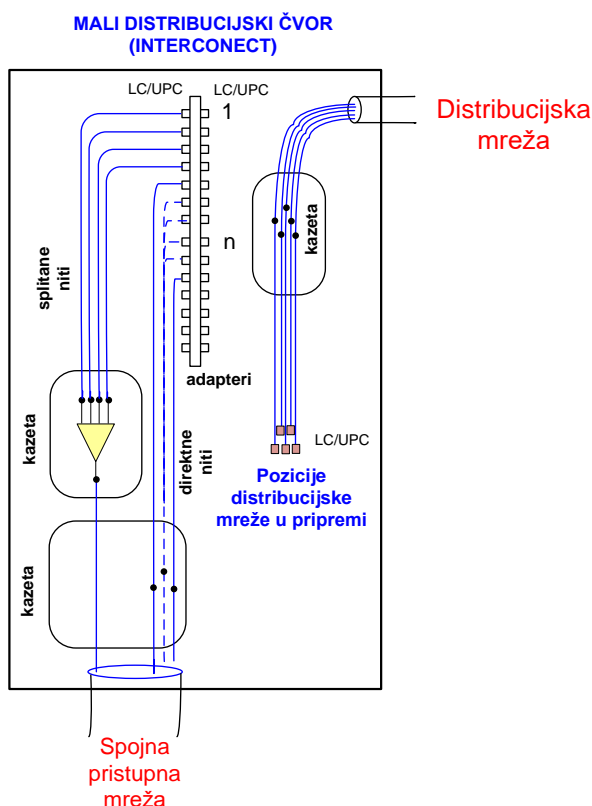 MALI DISTRIBUCIJSKI ČVOR
(INTERCONECT)
LC/UPC
LC/UPC
1
n
adapteri
splitane
niti
kazeta
kazeta
direktne
niti
Distribucijska
mreža
kazeta
LC/UPC
Pozicije
distribucijske
mreže u pripremi
Spojna
pristupna
mreža